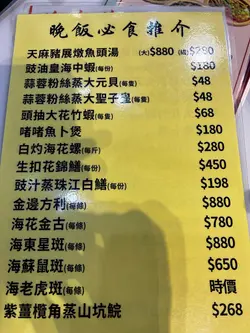 晚飯必食推介
天麻豬展燉魚頭湯 (大)$880 (細)$280
豉油皇海中蝦(每份) $180
蒜蓉粉絲蒸大元貝(每隻) $48
蒜蓉粉絲蒸大聖子皇(每隻) $48
頭抽大花竹蝦(每隻) $68
啫啫魚卜煲 $180
白灼海花螺(每斤) $280
生扣花錦鱔(每份) $450
豉汁蒸珠江白鱔(每份) $198
金邊方利(每條) $880
海花金古(每條) $780
海東星斑(每條) $880
海蘇鼠斑(每條) $650
海老虎斑(每條) 時價
紫薑欖角蒸山坑鯇 $268